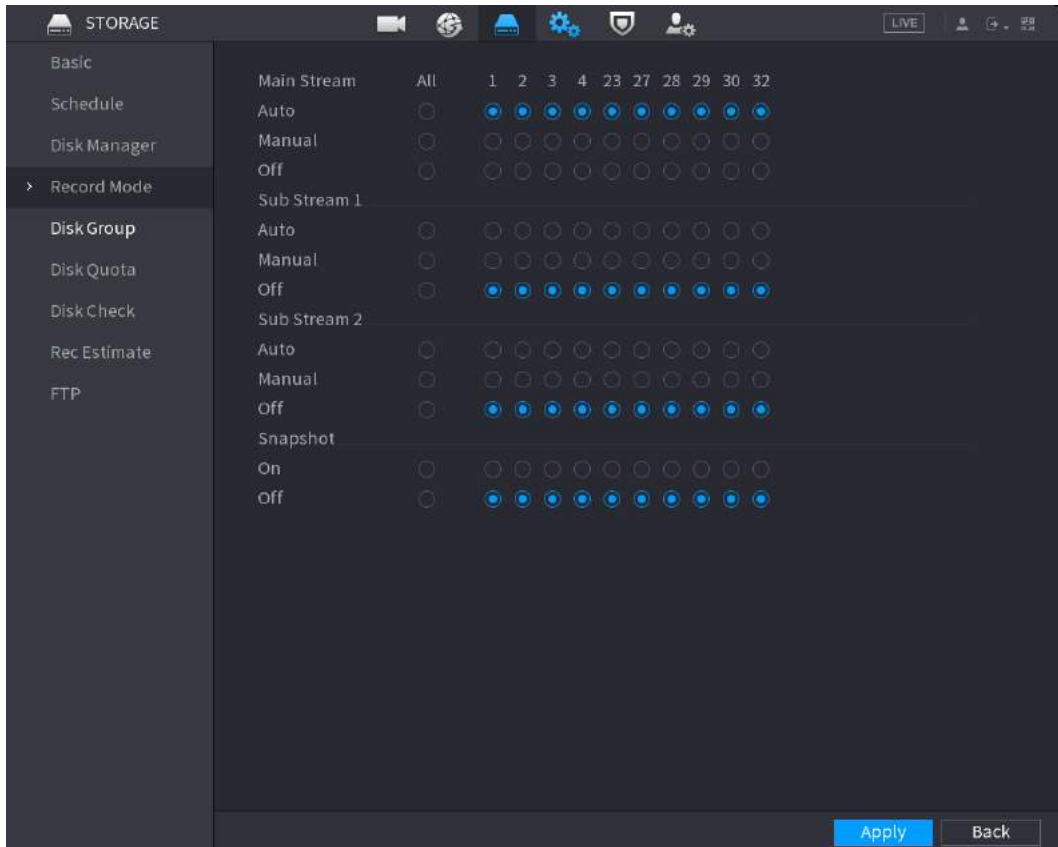 STORAGE
LIVE
Basic
Schedule
Disk Manager
Record Mode
Disk Group
Disk Quota
Disk Check
Rec Estimate
FTP
Main Stream All 1 2 3 4 23 27 28 29 30 32
Auto
Manual
Off
Sub Stream 1
Auto
Manual
Off
Sub Stream 2
Auto
Manual
Off
Snapshot
On
Off
Apply Back